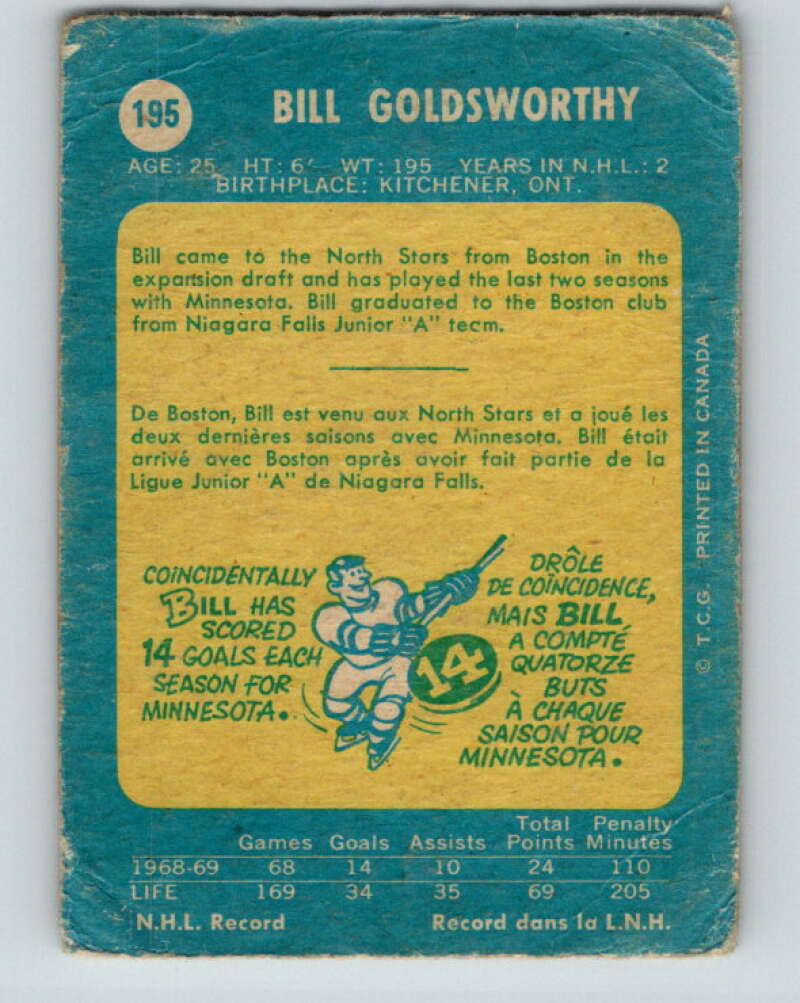 195
BILL GOLDSWORTHY
AGE: 25 HT: 6' WT: 195 YEARS IN N.H.L.: 2
BIRTHPLACE: KITCHENER, ONT.
Bill came to the North Stars from Boston in the
expansion draft and has played the last two seasons
with Minnesota. Bill graduated to the Boston club
from Niagara Falls Junior "A" team.
De Boston, Bill est venu aux North Stars et a joué les
deux dernières saisons avec Minnesota. Bill était
arrivé avec Boston après avoir fait partie de la
Ligue Junior "A" de Niagara Falls.
COINCIDENTALLY
BILL HAS
SCORED
14 GOALS EACH
SEASON FOR
MINNESOTA.
14
DRÔLE
DE COÏNCIDENCE,
MAIS BILL
A COMPTÉ
QUATORZE
BUTS
À CHAQUE
SAISON POUR
MINNESOTA.
© T.C.G. PRINTED IN CANADA
Total Penalty
Games Goals Assists Points Minutes
1968-69 68 14 10 24 110
LIFE 169 34 35 69 205
N.H.L. Record Record dans la L.N.H.